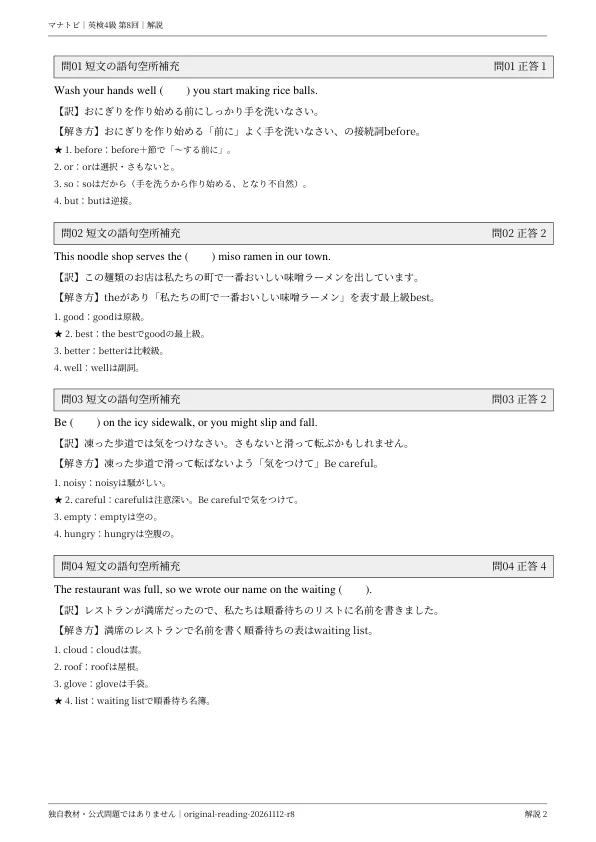 マナトビ｜英検4級 第8回｜解説
問01 短文の語句空所補充 問01 正答 1
Wash your hands well (　　) you start making rice balls.
【訳】おにぎりを作り始める前にしっかり手を洗いなさい。
【解き方】おにぎりを作り始める「前に」よく手を洗いなさい、の接続詞before。
★ 1. before：before＋節で「〜する前に」。
2. or：orは選択・さもないと。
3. so：soはだから（手を洗うから作り始める、となり不自然）。
4. but：butは逆接。
問02 短文の語句空所補充 問02 正答 2
This noodle shop serves the (　　) miso ramen in our town.
【訳】この麺類のお店は私たちの町で一番おいしい味噌ラーメンを出しています。
【解き方】theがあり「私たちの町で一番おいしい味噌ラーメン」を表す最上級best。
1. good：goodは原級。
★ 2. best：the bestでgoodの最上級。
3. better：betterは比較級。
4. well：wellは副詞。
問03 短文の語句空所補充 問03 正答 2
Be (　　) on the icy sidewalk, or you might slip and fall.
【訳】凍った歩道では気をつけなさい。さもないと滑って転ぶかもしれません。
【解き方】凍った歩道で滑って転ばないよう「気をつけて」Be careful。
1. noisy：noisyは騒がしい。
★ 2. careful：carefulは注意深い。Be carefulで気をつけて。
3. empty：emptyは空の。
4. hungry：hungryは空腹の。
問04 短文の語句空所補充 問04 正答 4
The restaurant was full, so we wrote our name on the waiting (　　).
【訳】レストランが満席だったので、私たちは順番待ちのリストに名前を書きました。
【解き方】満席のレストランで名前を書く順番待ちの表はwaiting list。
1. cloud：cloudは雲。
2. roof：roofは屋根。
3. glove：gloveは手袋。
★ 4. list：waiting listで順番待ち名簿。
独自教材・公式問題ではありません｜original-reading-20261112-r8 解説 2